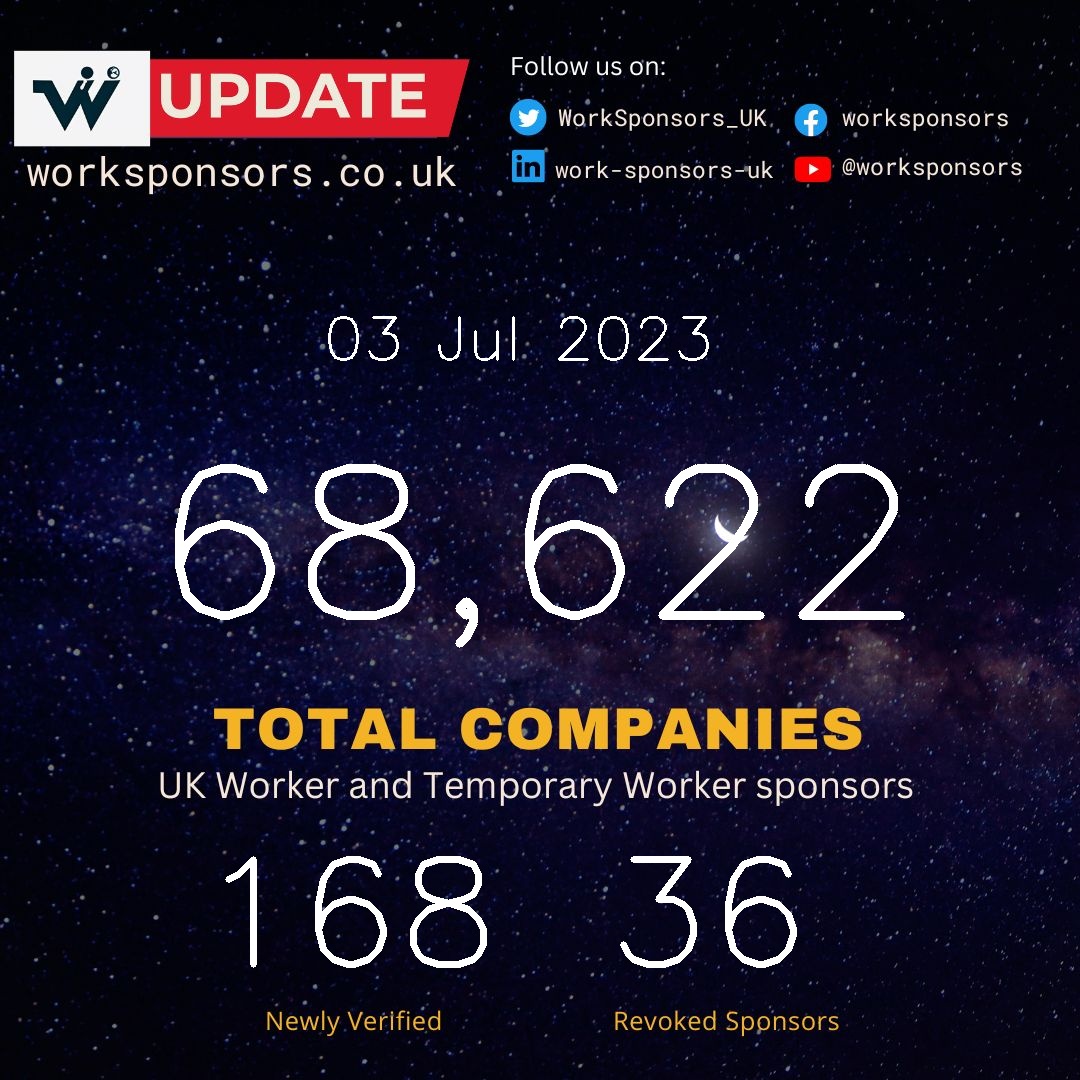 UPDATE
worksponsors.co.uk
Follow us on:
WorkSponsors_UK
worksponsors
work-sponsors-uk
@worksponsors
03 Jul 2023
68,622
TOTAL COMPANIES
UK Worker and Temporary Worker sponsors
168 36
Newly Verified Revoked Sponsors